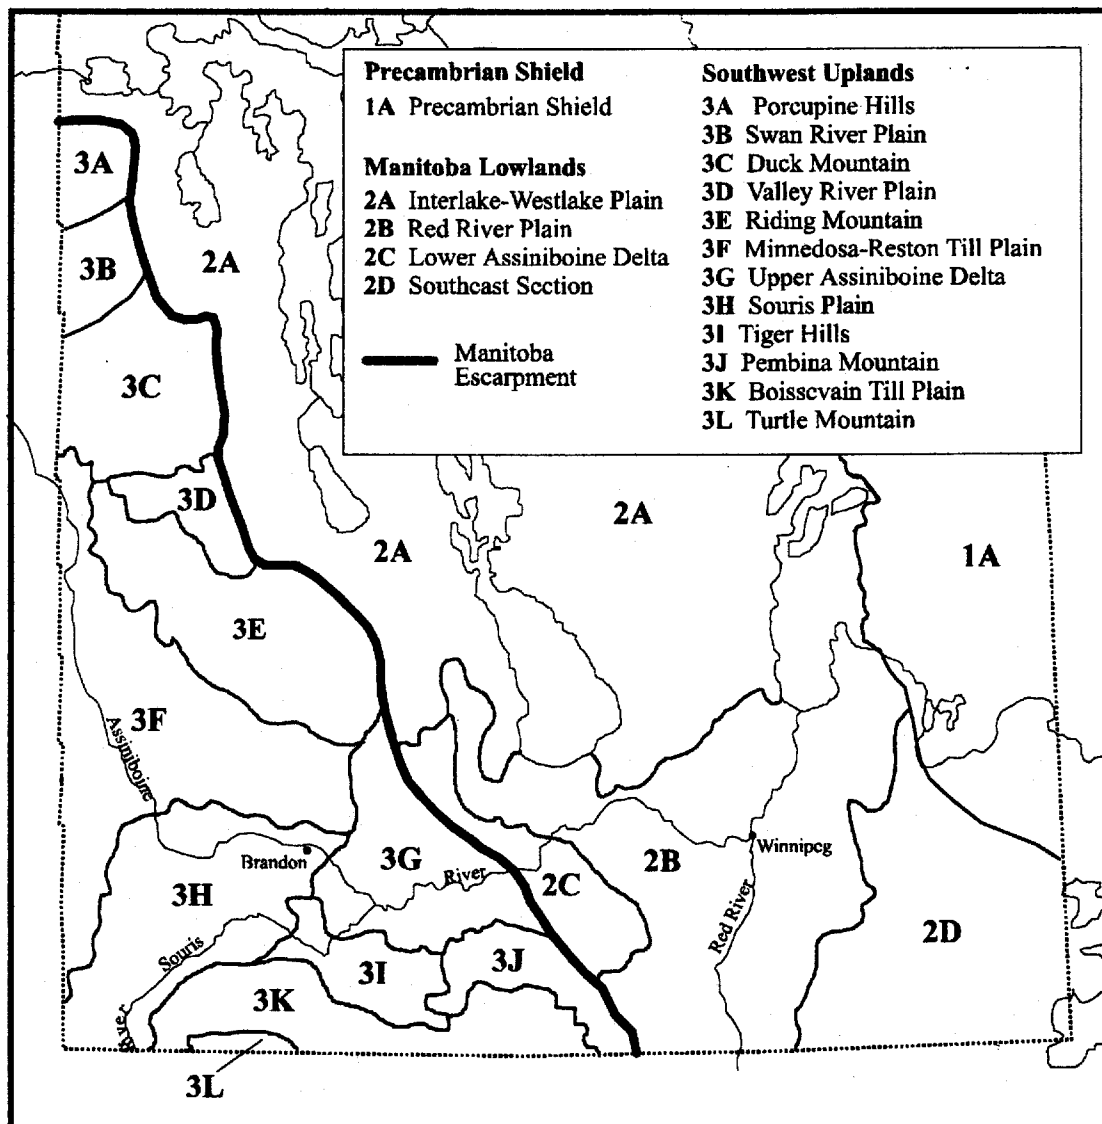 Precambrian Shield
1A Precambrian Shield
Manitoba Lowlands
2A Interlake-Westlake Plain
2B Red River Plain
2C Lower Assiniboine Delta
2D Southcast Scction
Manitoba
Escarpment
Southwest Uplands
3A Porcupine Hills
3B Swan River Plain
3C Duck Mountain
3D Valley River Plain
3E Riding Mountain
3F Minnedosa-Reston Till Plain
3G Upper Assiniboine Delta
3H Souris Plain
3I Tiger Hills
3J Pembina Mountain
3K Boisscvain Till Plain
3L Turtle Mountain
3A
3B
2A
3C
3D
2A
2A
1A
3E
3F
Assiniboine
Brandon
3G
River
2C
2B
Winnipcg
3H
Souris
River
3I
3J
Red River
2D
3K
3L